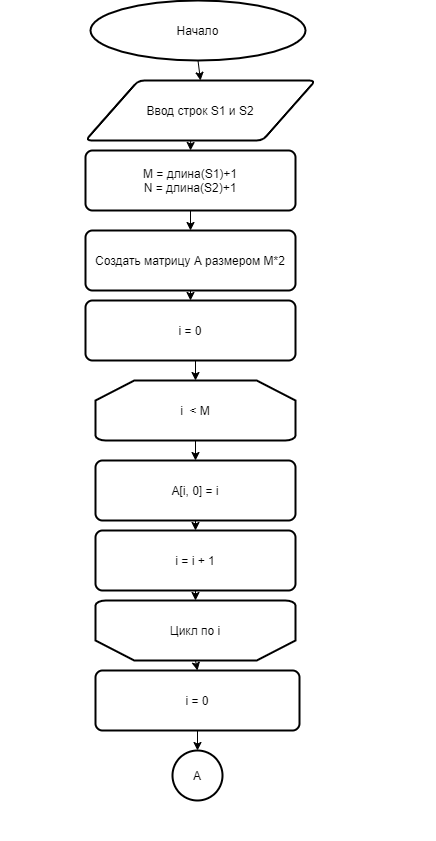 Начало
Ввод строк S1 и S2
M = длина(S1)+1
N = длина(S2)+1
Создать матрицу A размером M*2
i = 0
i < M
A[i, 0] = i
i = i + 1
Цикл по i
i = 0
A